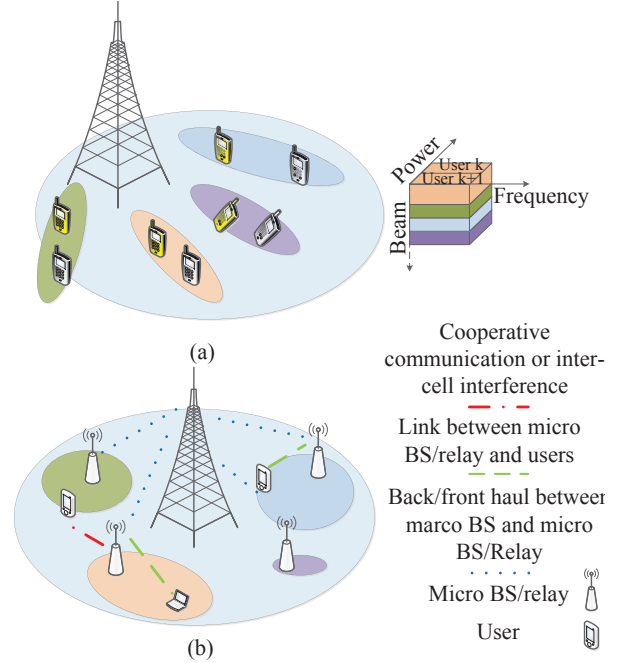 Power
User k
User k+1
Frequency
Beam
(a)
Cooperative
communication or inter-
cell interference
Link between micro
BS/relay and users
Back/front haul between
marco BS and micro
BS/Relay
Micro BS/relay
User
(b)